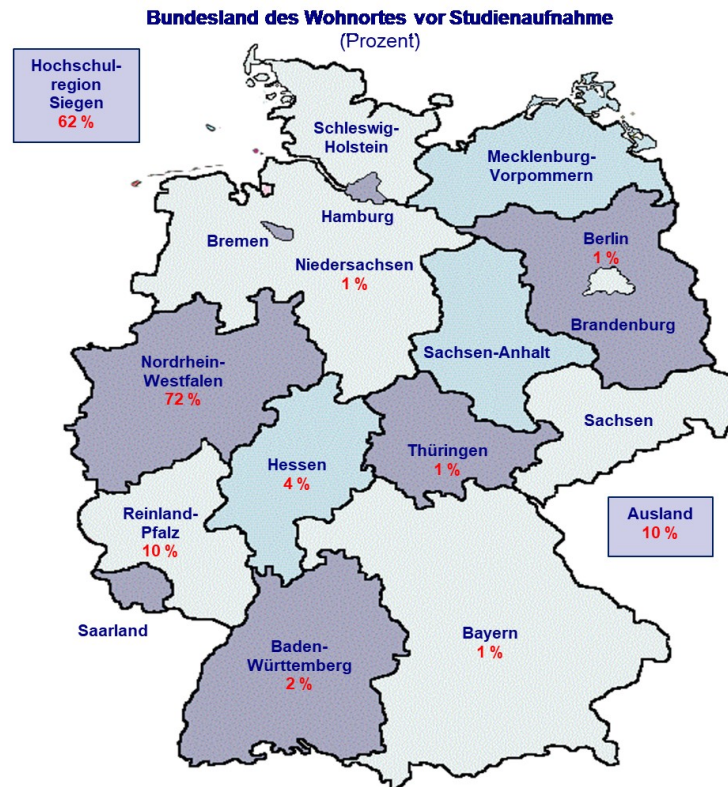 Bundesland des Wohnortes vor Studienaufnahme
(Prozent)
Hochschul-
region
Siegen
62 %
Schleswig-
Holstein
Mecklenburg-
Vorpommern
Hamburg
Bremen
Niedersachsen
1 %
Berlin
1 %
Brandenburg
Sachsen-Anhalt
Nordrhein-
Westfalen
72 %
Sachsen
Thüringen
1 %
Hessen
4 %
Reinland-
Pfalz
10 %
Ausland
10 %
Saarland
Baden-
Württemberg
2 %
Bayern
1 %